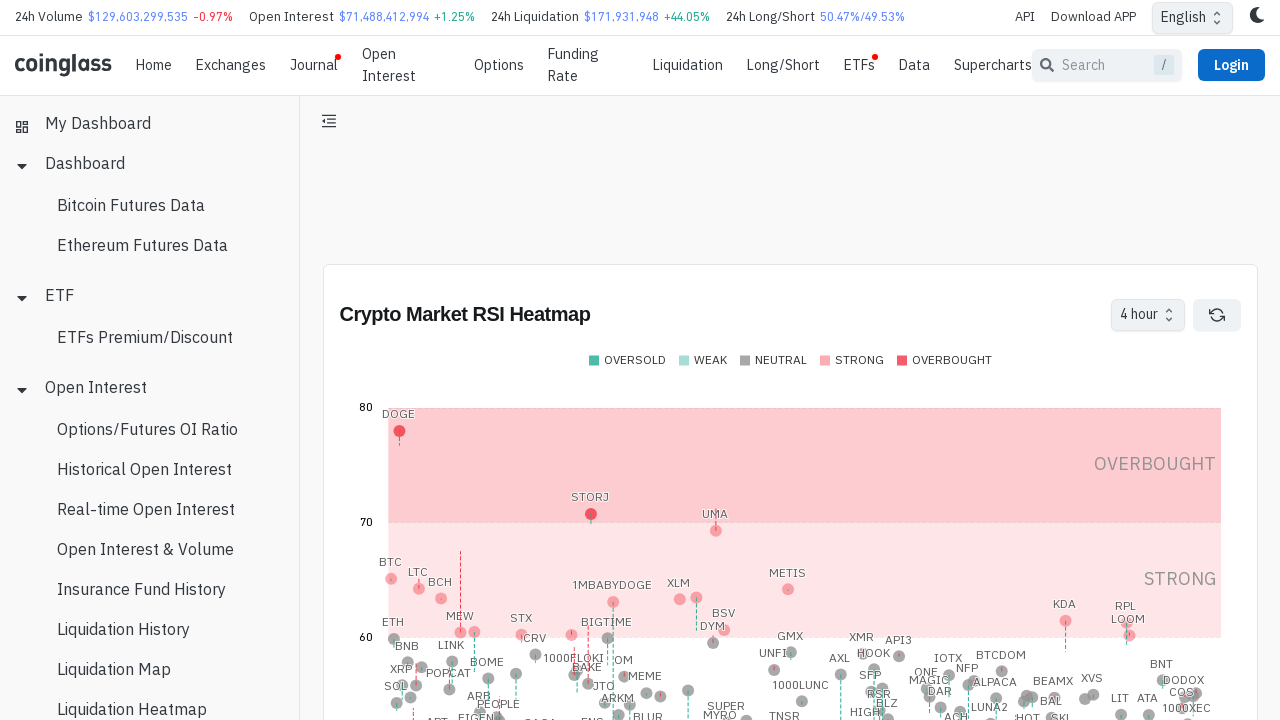 24h Volume $129,603,299,535 -0.97% Open Interest $71,488,412,994 +1.25% 24h Liquidation $171,931,948 +44.05% 24h Long/Short 50.47%/49.53% API Download APP English
coinglass Home Exchanges Journal Open Interest Options Funding Rate Liquidation Long/Short ETFs Data Supercharts Search / Login
My Dashboard
Dashboard
Bitcoin Futures Data
Ethereum Futures Data
ETF
ETFs Premium/Discount
Open Interest
Options/Futures OI Ratio
Historical Open Interest
Real-time Open Interest
Open Interest & Volume
Insurance Fund History
Liquidation History
Liquidation Map
Liquidation Heatmap
Crypto Market RSI Heatmap 4 hour
OVERSOLD WEAK NEUTRAL STRONG OVERBOUGHT
80
DOGE
OVERBOUGHT
STORJ
UMA
70
BTC
LTC
BCH
1MBABYDOGE
XLM
METIS
STRONG
KDA
RPL
LOOM
ETH
MEW
STX
BIGTIME
BSV
DYM
60
CRV
GMX
XMR
API3
BNB
LINK
1000FLOKI
UNFI
HOOK
BTCDOM
XRP
BOME
BAKE
OM
AXL
IOTX
BNT
POPCAT
MEME
SFP
ONE
NFP
SOL
JTO
1000LUNC
MAGIC
ALPACA
BEAMX
XVS
DODOX
ARB
PEOPLE
ARKM
RSR
DAR
LIT
ATA
COS
SUPER
BLZ
LUNA2
BAL
1000XEC
EIGEN
BLUR
MYRO
TNSR
HIGH
ACH
HOT
SKL